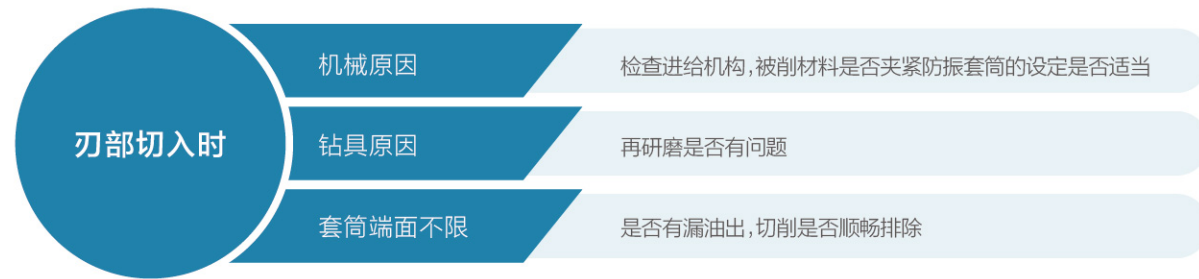 刃部切入时
机械原因
检查进给机构,被削材料是否夹紧防振套筒的设定是否适当
钻具原因
再研磨是否有问题
套筒端面不限
是否有漏油出,切削是否顺畅排除